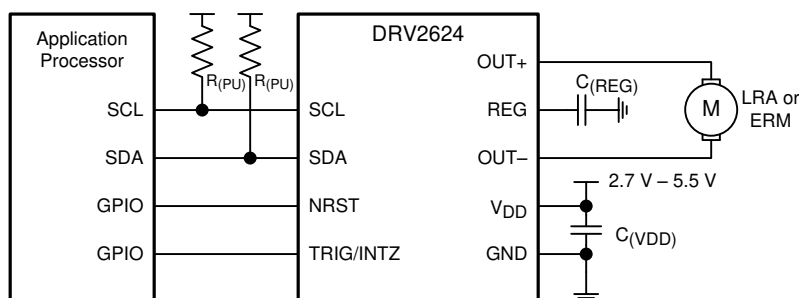 Application
Processor
SCL
SDA
GPIO
GPIO
R(PU)
R(PU)
DRV2624
SCL
SDA
NRST
TRIG/INTZ
OUT+
REG
OUT−
VDD
GND
C(REG)
M
LRA or
ERM
2.7 V – 5.5 V
C(VDD)